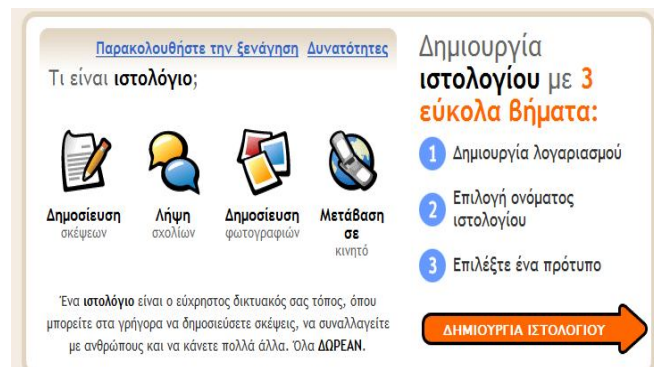 Παρακολουθήστε την ξενάγηση Δυνατότητες
Τι είναι ιστολόγιο;
Δημοσίευση
σκέψεων
Λήψη
σχολίων
Δημοσίευση
φωτογραφιών
Μετάβαση
σε
κινητό
Ένα ιστολόγιο είναι ο εύχρηστος δικτυακός σας τόπος, όπου
μπορείτε στα γρήγορα να δημοσιεύσετε σκέψεις, να συναλλαγείτε
με ανθρώπους και να κάνετε πολλά άλλα. Όλα ΔΩΡΕΑΝ.
Δημιουργία
ιστολογίου με 3
εύκολα βήματα:
1 Δημιουργία λογαριασμού
2 Επιλογή ονόματος
ιστολογίου
3 Επιλέξτε ένα πρότυπο
ΔΗΜΙΟΥΡΓΙΑ ΙΣΤΟΛΟΓΙΟΥ